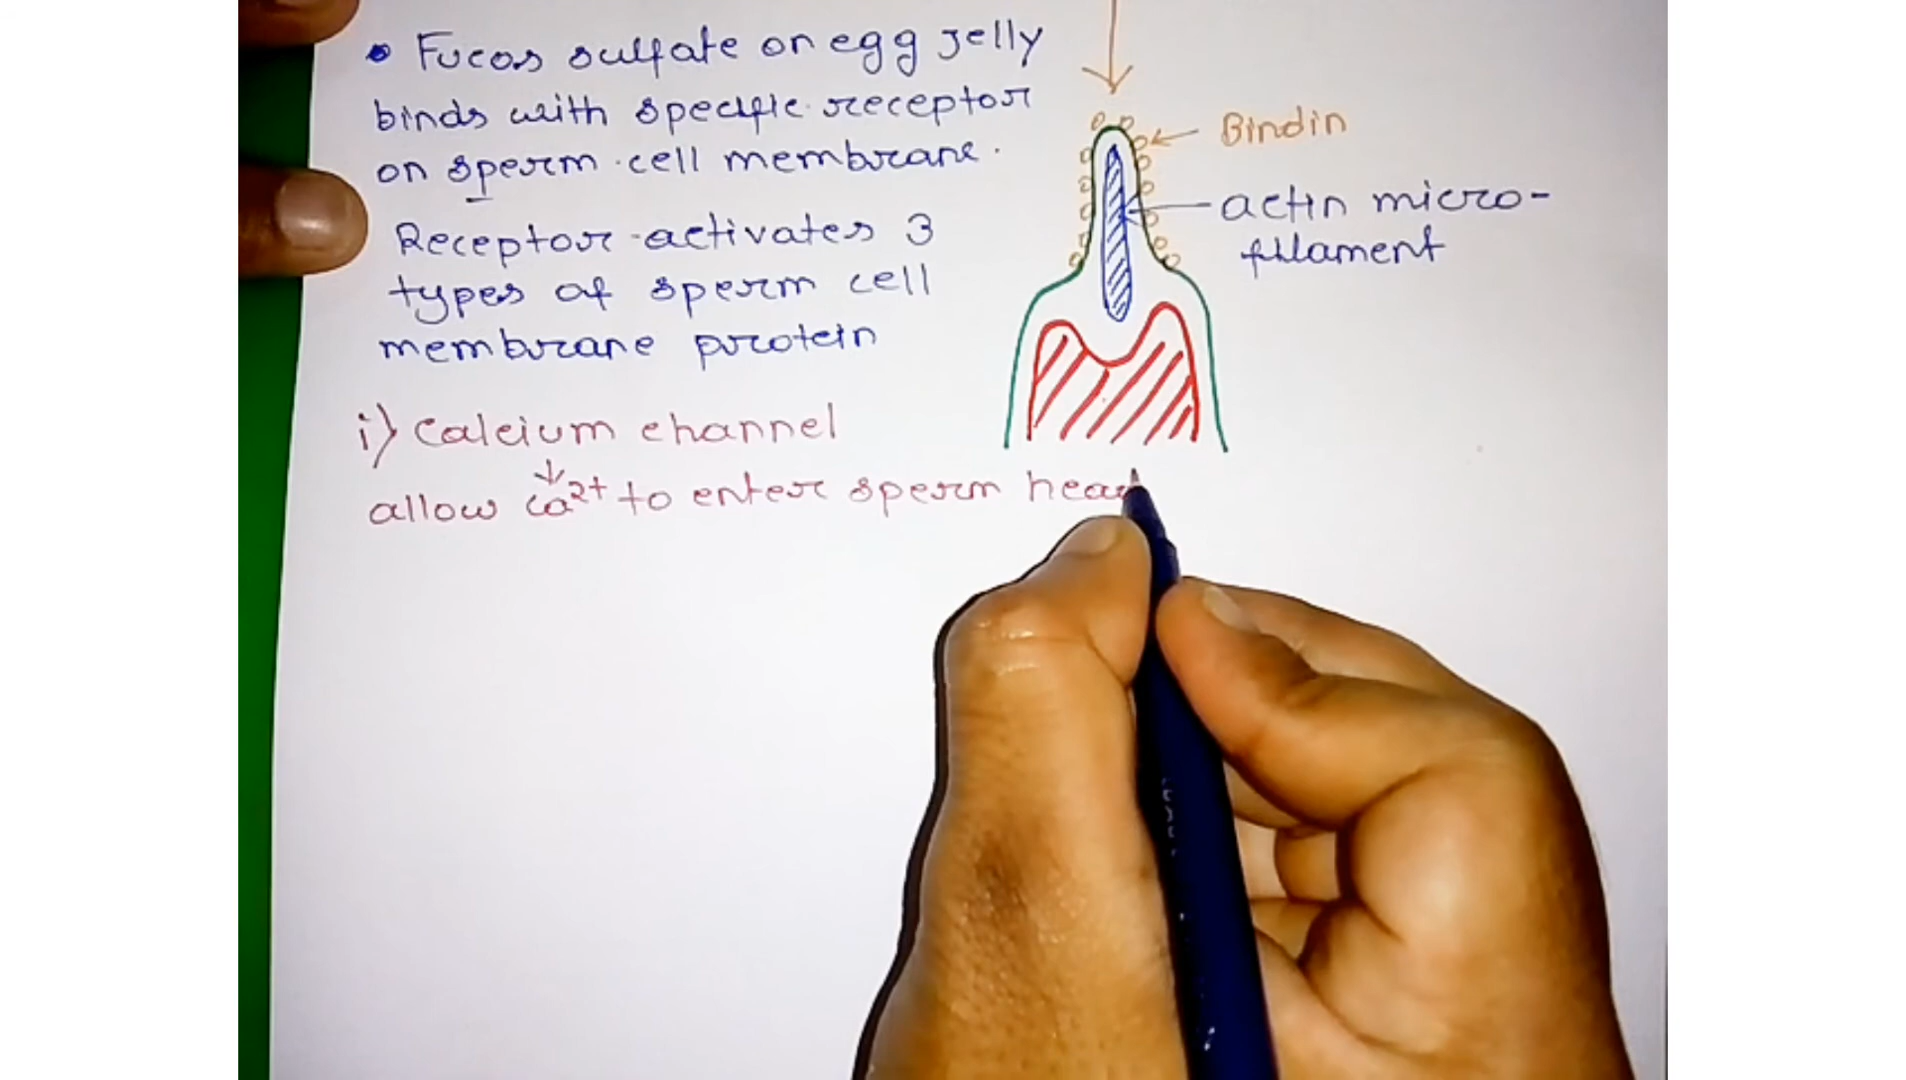 • Fucos sulfate on egg jelly
binds with specific receptor
on sperm cell membrane.
Receptor activates 3
types of sperm cell
membrane protein
i) Calcium channel
allow Ca2+ to enter sperm head
Bindin
actin micro-
filament